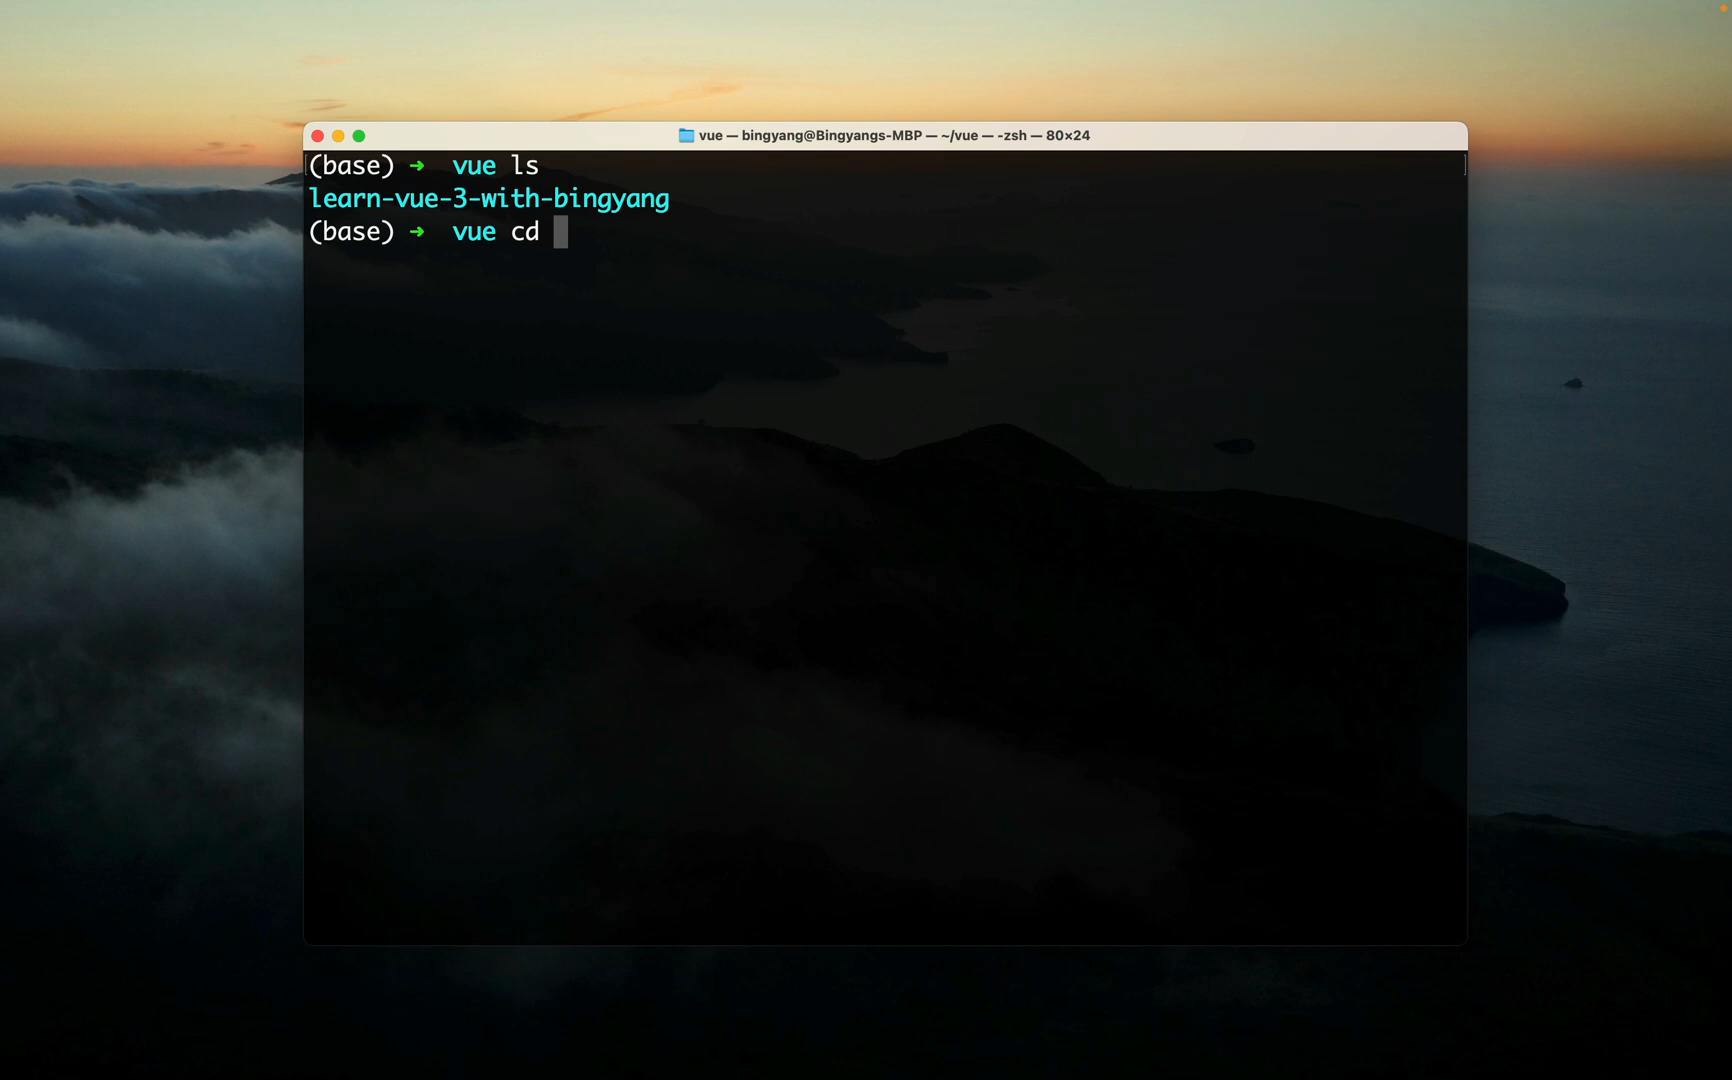 vue — bingyang@Bingyangs-MBP — ~/vue — -zsh — 80×24
(base) ➜ vue ls
learn-vue-3-with-bingyang
(base) ➜ vue cd